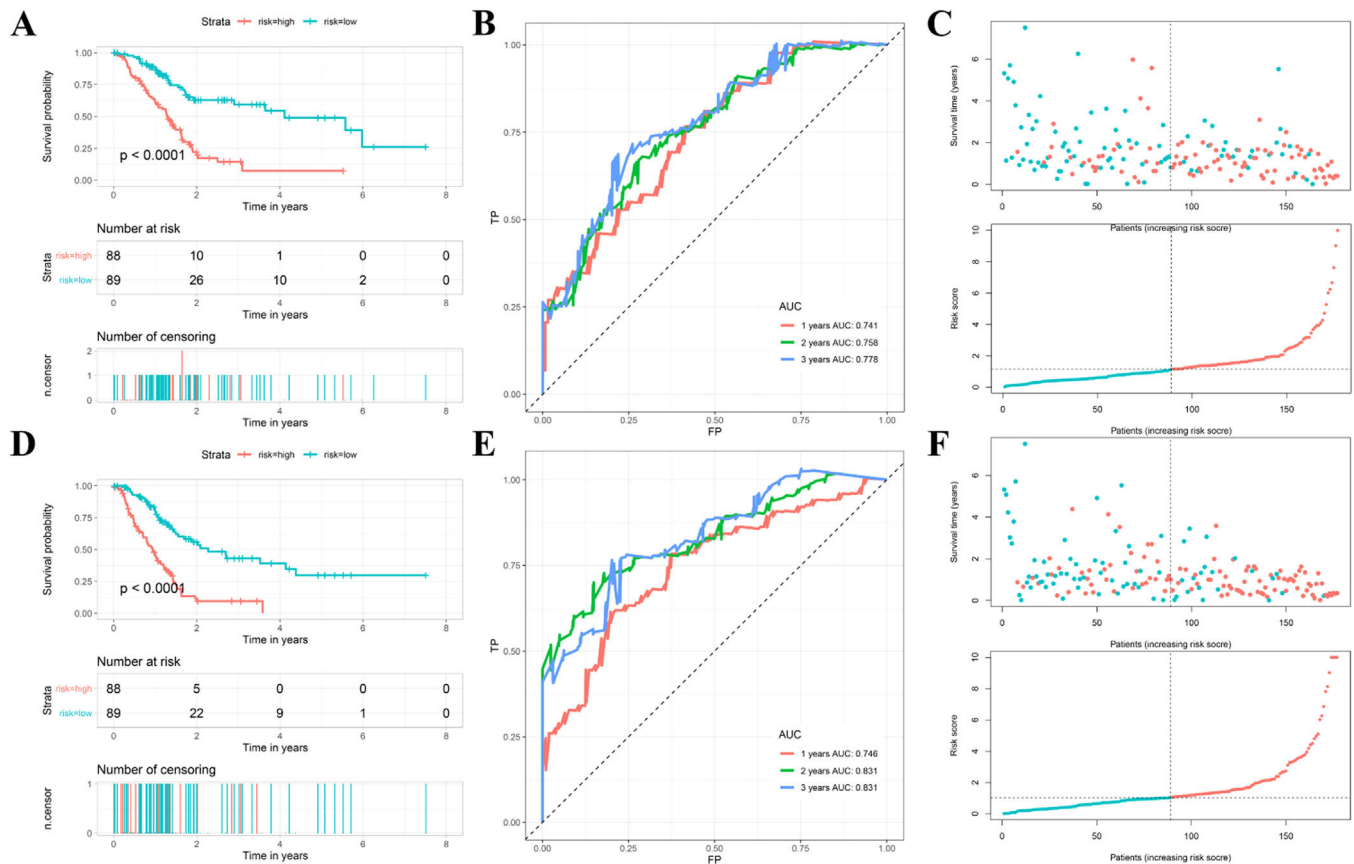 A
Strata risk=high risk=low
Survival probability
1.00
0.75
0.50
0.25
0.00
p < 0.0001
0 2 4 6 8
Time in years
Number at risk
Strata
risk=high 88 10 1 0 0
risk=low 89 26 10 2 0
0 2 4 6 8
Time in years
Number of censoring
n.censor
2
1
0
0 2 4 6 8
Time in years
B
TP
1.00
0.75
0.50
0.25
0.00
AUC
1 years AUC: 0.741
2 years AUC: 0.758
3 years AUC: 0.778
0.00 0.25 0.50 0.75 1.00
FP
C
Survival time (years)
6
4
2
0
0 50 100 150
Patients (increasing risk socre)
Risk score
10
8
6
4
2
0
0 50 100 150
Patients (increasing risk socre)
D
Strata risk=high risk=low
Survival probability
1.00
0.75
0.50
0.25
0.00
p < 0.0001
0 2 4 6 8
Time in years
Number at risk
Strata
risk=high 88 5 0 0 0
risk=low 89 22 9 1 0
0 2 4 6 8
Time in years
Number of censoring
n.censor
1
0
0 2 4 6 8
Time in years
E
TP
1.00
0.75
0.50
0.25
0.00
AUC
1 years AUC: 0.746
2 years AUC: 0.831
3 years AUC: 0.831
0.00 0.25 0.50 0.75 1.00
FP
F
Survival time (years)
6
4
2
0
0 50 100 150
Patients (increasing risk socre)
Risk score
10
8
6
4
2
0
0 50 100 150
Patients (increasing risk socre)